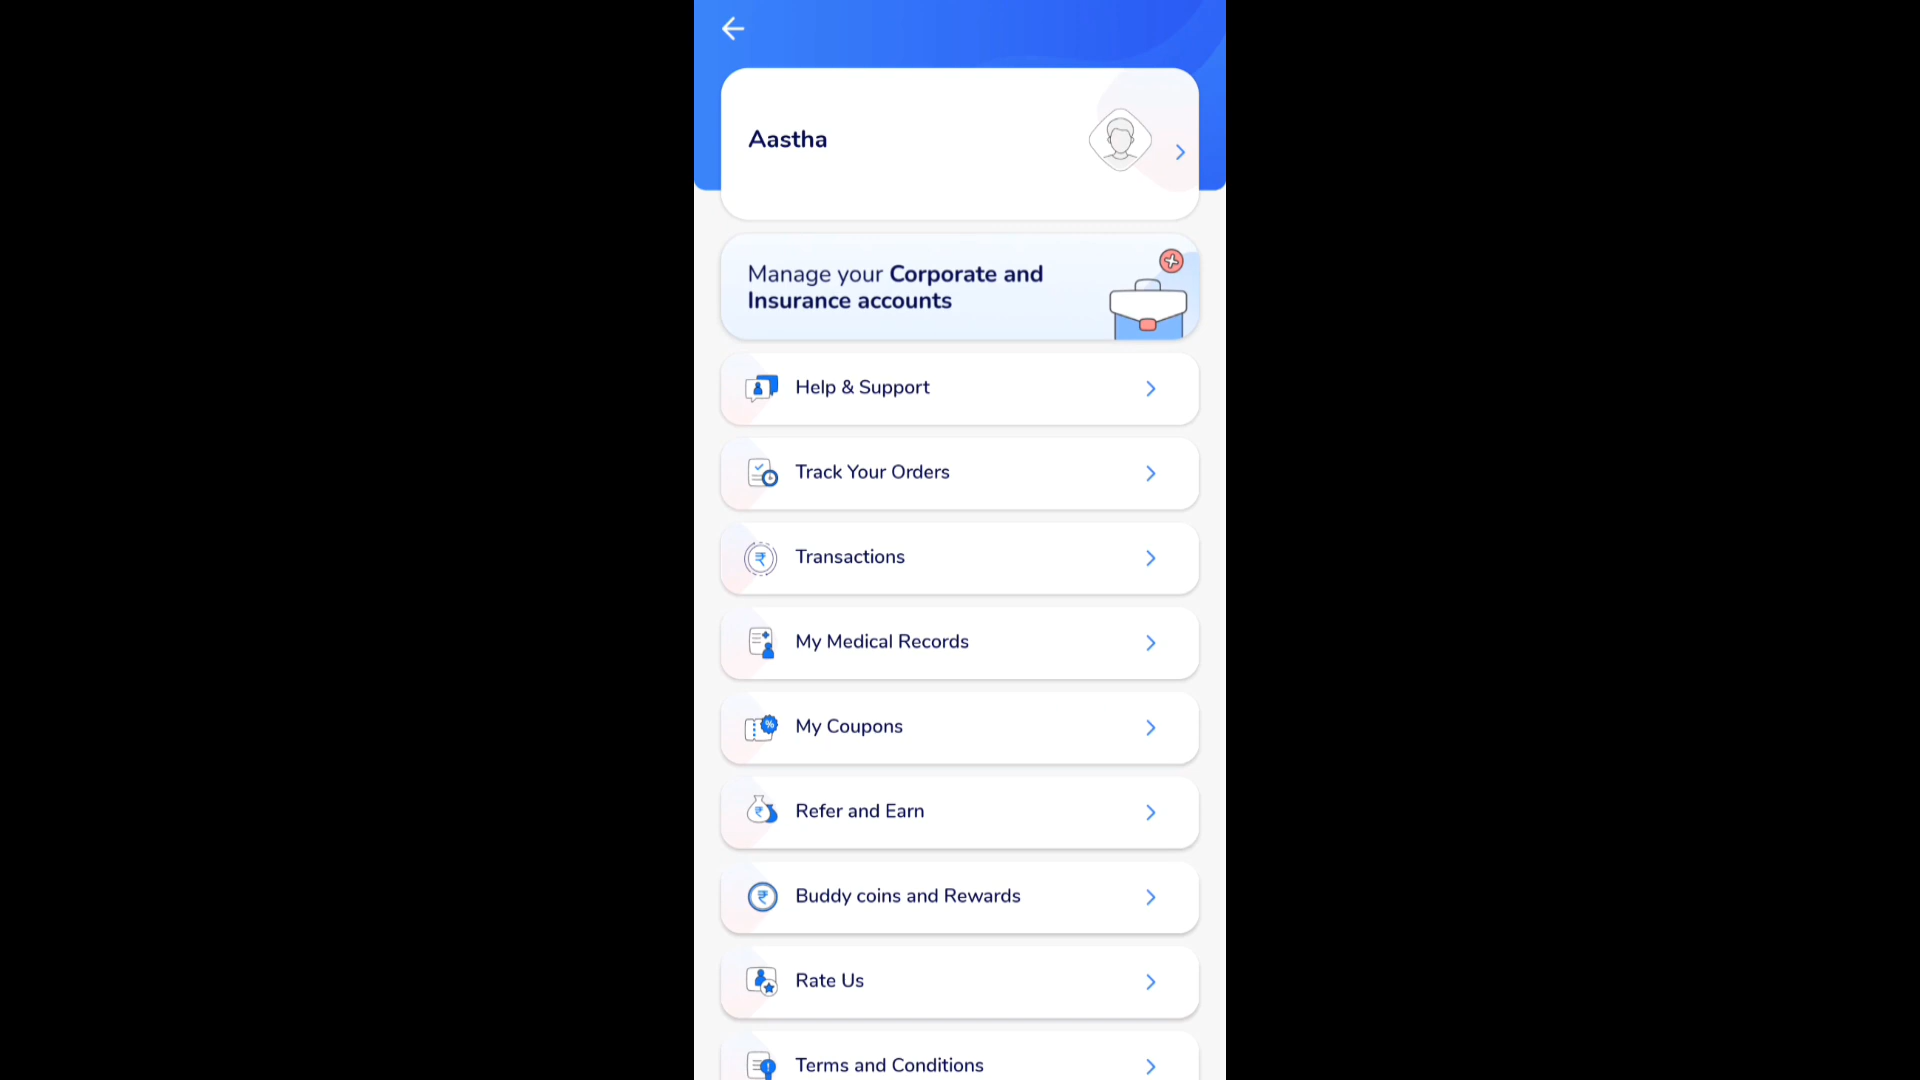 Aastha
Manage your Corporate and
Insurance accounts
Help & Support
Track Your Orders
Transactions
My Medical Records
My Coupons
Refer and Earn
Buddy coins and Rewards
Rate Us
Terms and Conditions